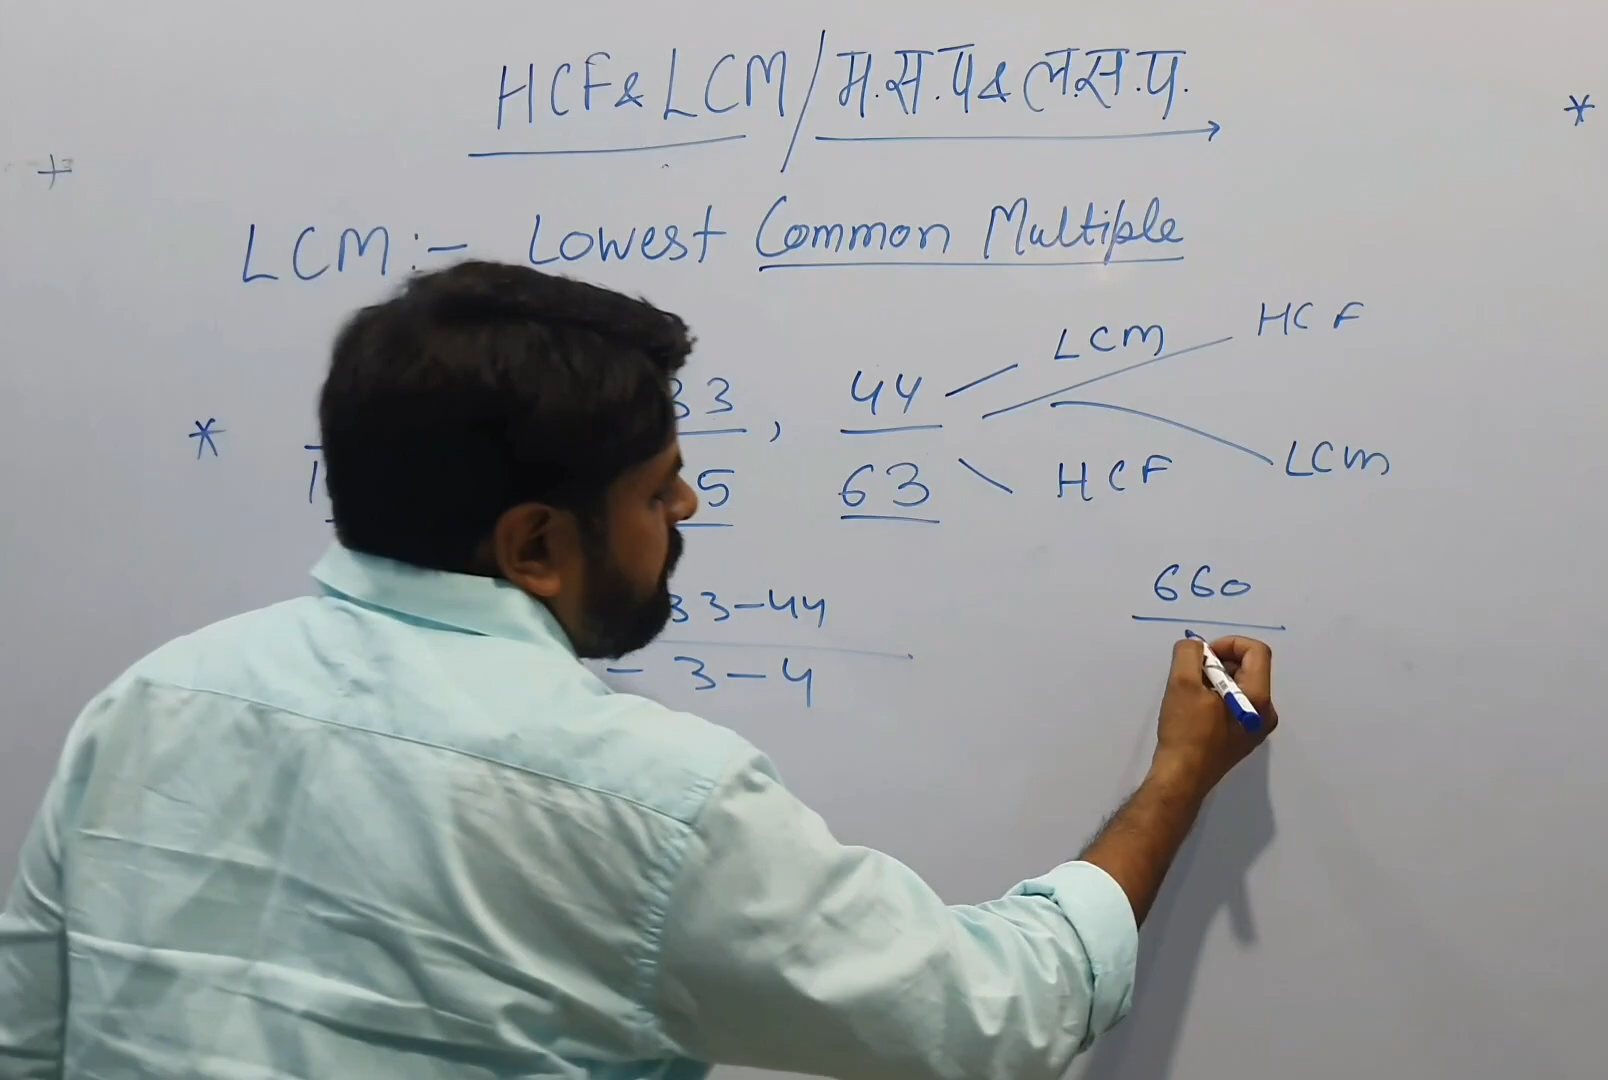 HCF & LCM / म.स.प & ल.स.प.
LCM :- Lowest Common Multiple
LCM HCF
* 33 , 44
5 63 HCF LCM
660
33-44
- 3 - 4